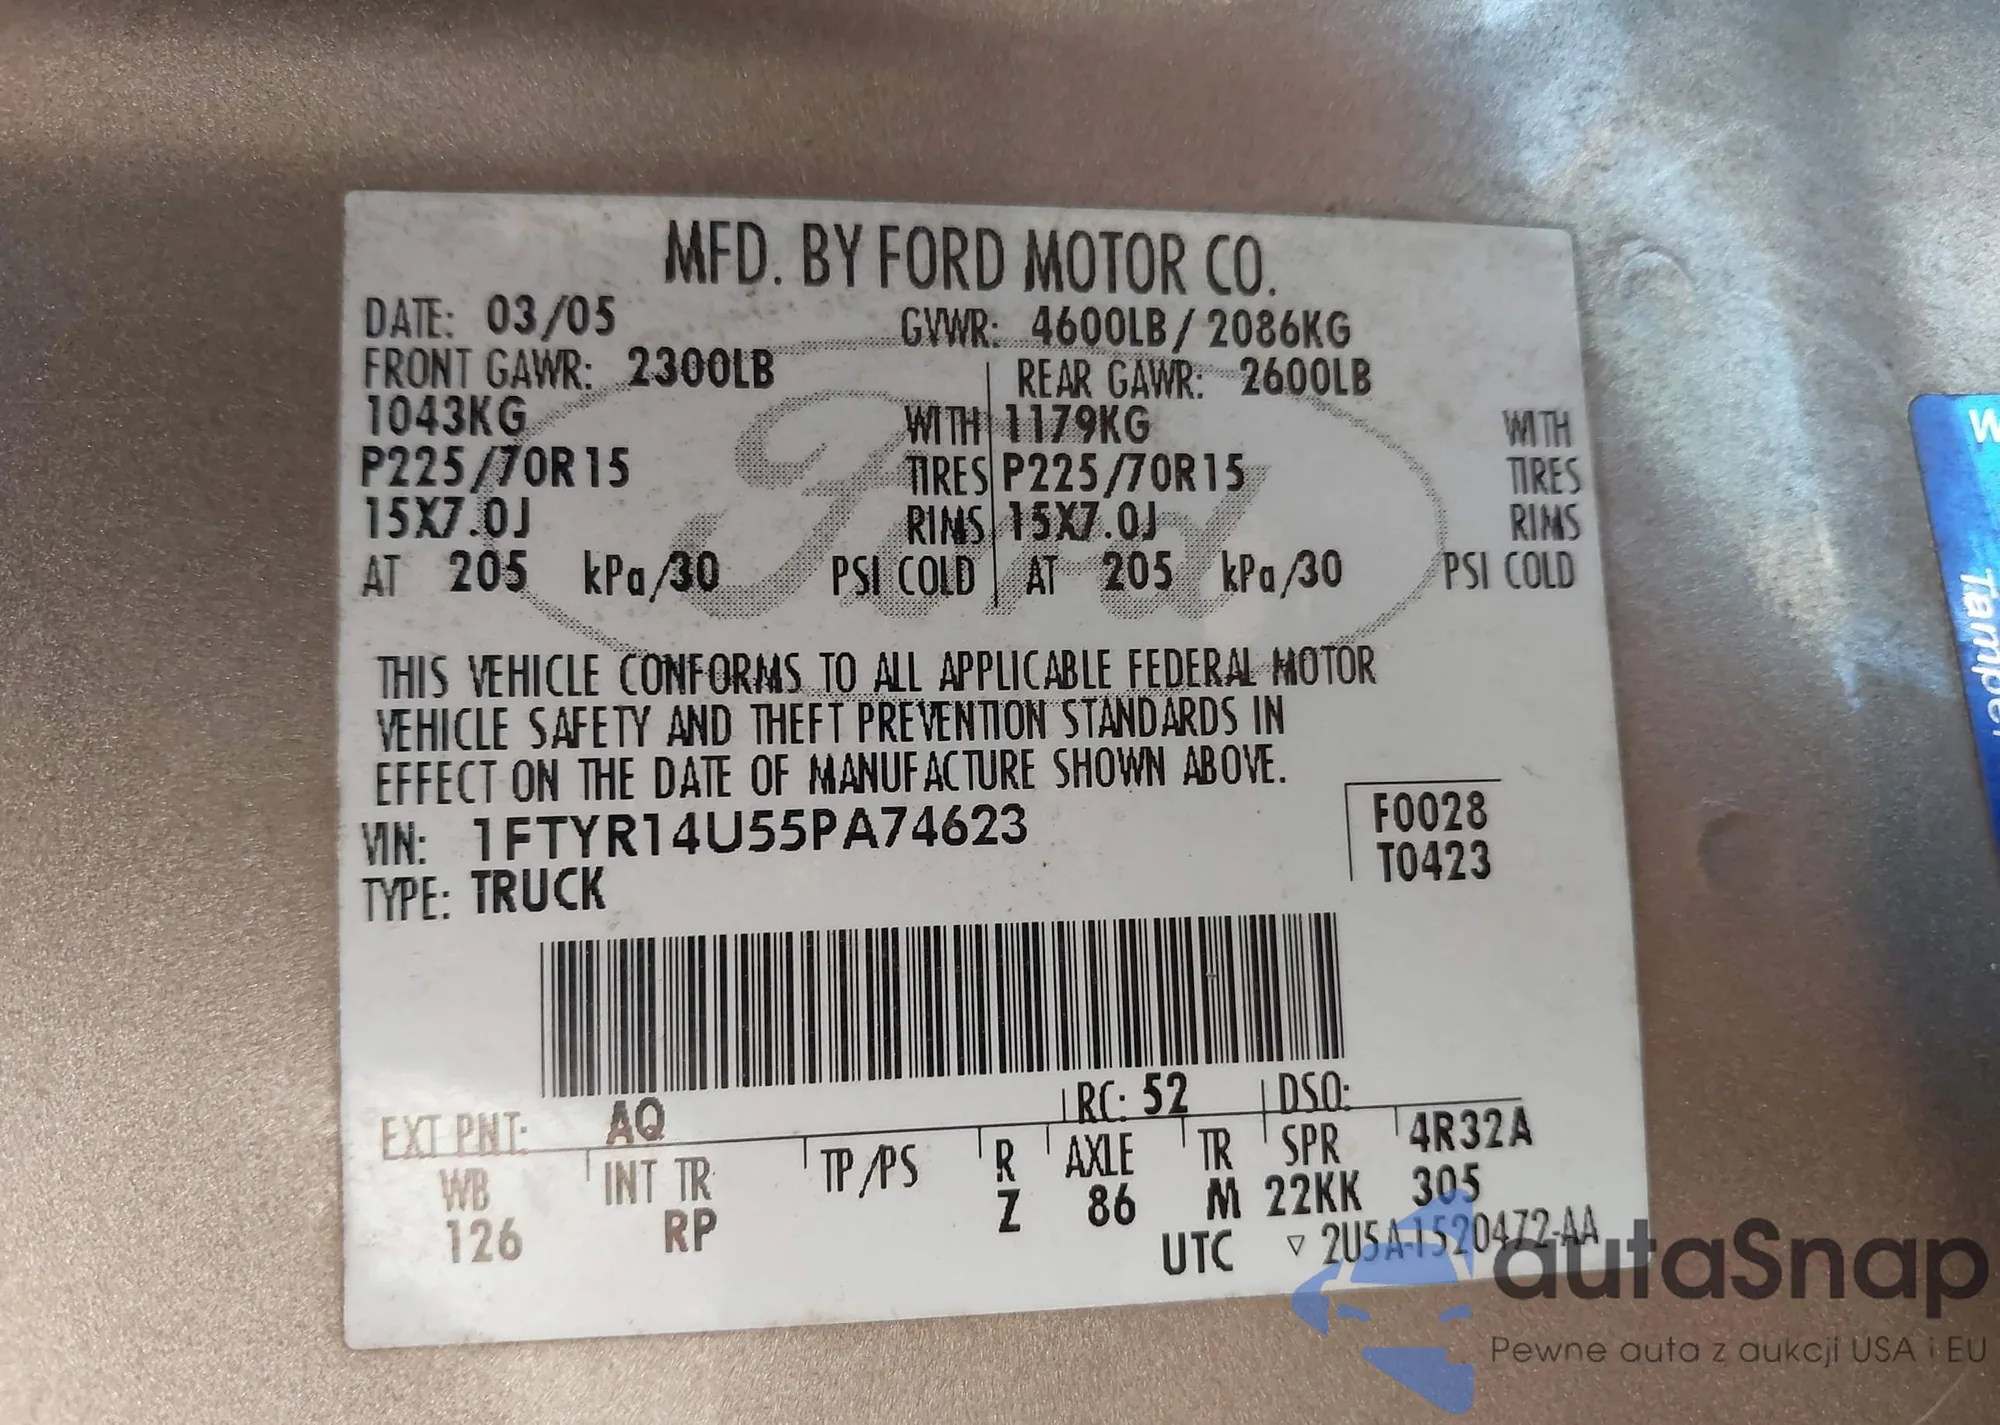 MFD. BY FORD MOTOR CO.
DATE: 03/05 GVWR: 4600LB / 2086KG
FRONT GAWR: 2300LB REAR GAWR: 2600LB
1043KG WITH 1179KG WITH
P225/70R15 TIRES P225/70R15 TIRES
15X7.0J RIMS 15X7.0J RIMS
AT 205 kPa/30 PSI COLD AT 205 kPa/30 PSI COLD
Ford
THIS VEHICLE CONFORMS TO ALL APPLICABLE FEDERAL MOTOR
VEHICLE SAFETY AND THEFT PREVENTION STANDARDS IN
EFFECT ON THE DATE OF MANUFACTURE SHOWN ABOVE.
VIN: 1FTYR14U55PA74623 F0028
TYPE: TRUCK T0423
EXT PNT: AQ RC: 52 DSO:
WB INT TR TP/PS R AXLE TR SPR 4R32A
126 RP Z 86 M 22KK 305
UTC ▽ 2U5A-1520472-AA
Tamper
autaSnap
Pewne auta z aukcji USA i EU